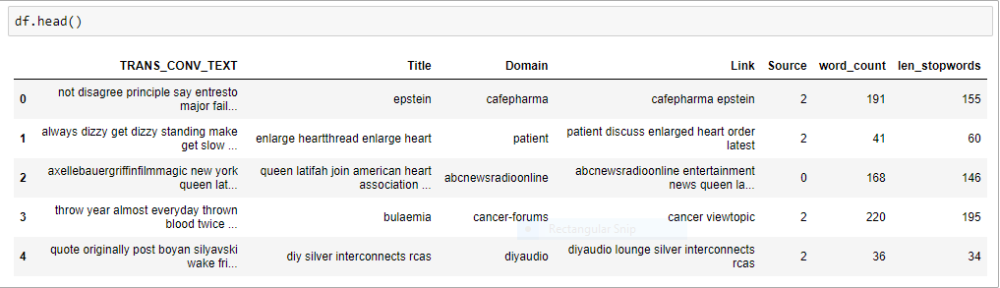 df.head()
TRANS_CONV_TEXT Title Domain Link Source word_count len_stopwords
0 not disagree principle say entresto major fail... epstein cafepharma cafepharma epstein 2 191 155
1 always dizzy get dizzy standing make get slow ... enlarge heartthread enlarge heart patient patient discuss enlarged heart order latest 2 41 60
2 axellebauergriffinfilmmagic new york queen lat... queen latifah join american heart association ... abcnewsradioonline abcnewsradioonline entertainment news queen la... 0 168 146
3 throw year almost everyday thrown blood twice ... bulaemia cancer-forums cancer viewtopic 2 220 195
Rectangular Snip
4 quote originally post boyan silyavski wake fri... diy silver interconnects rcas diyaudio diyaudio lounge silver interconnects rcas 2 36 34